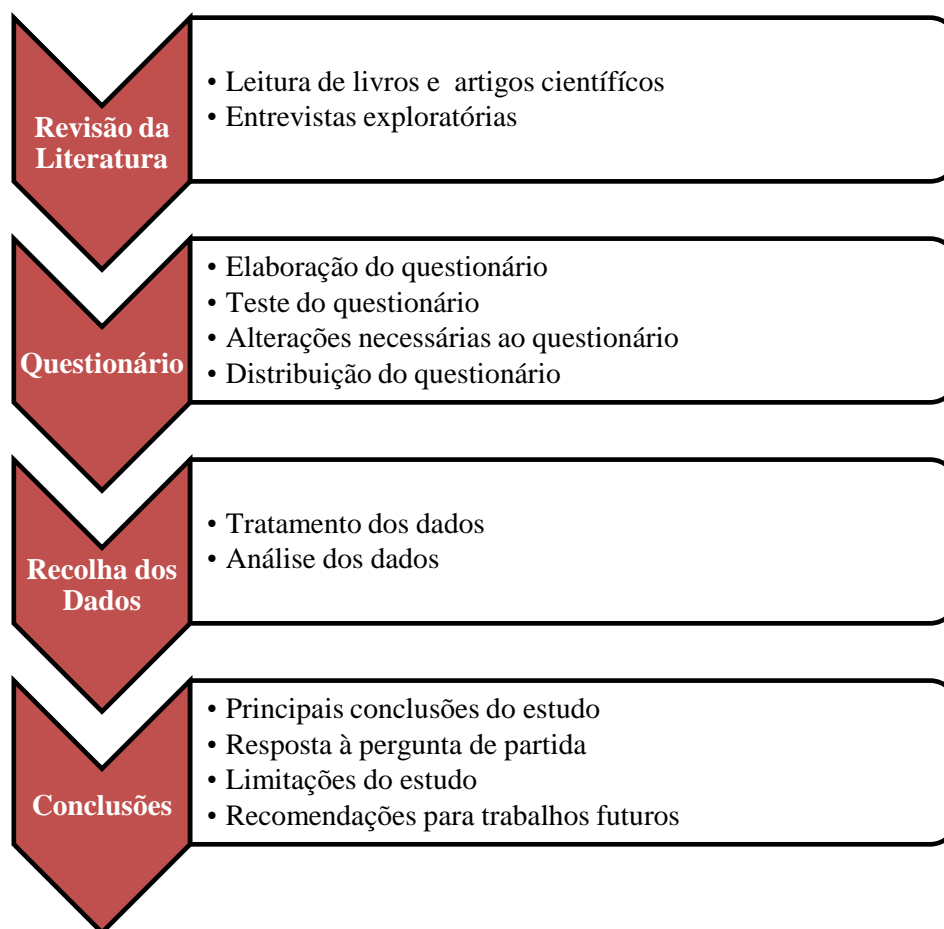 Revisão da
Literatura
• Leitura de livros e artigos científícos
• Entrevistas exploratórias
Questionário
• Elaboração do questionário
• Teste do questionário
• Alterações necessárias ao questionário
• Distribuição do questionário
Recolha dos
Dados
• Tratamento dos dados
• Análise dos dados
Conclusões
• Principais conclusões do estudo
• Resposta à pergunta de partida
• Limitações do estudo
• Recomendações para trabalhos futuros